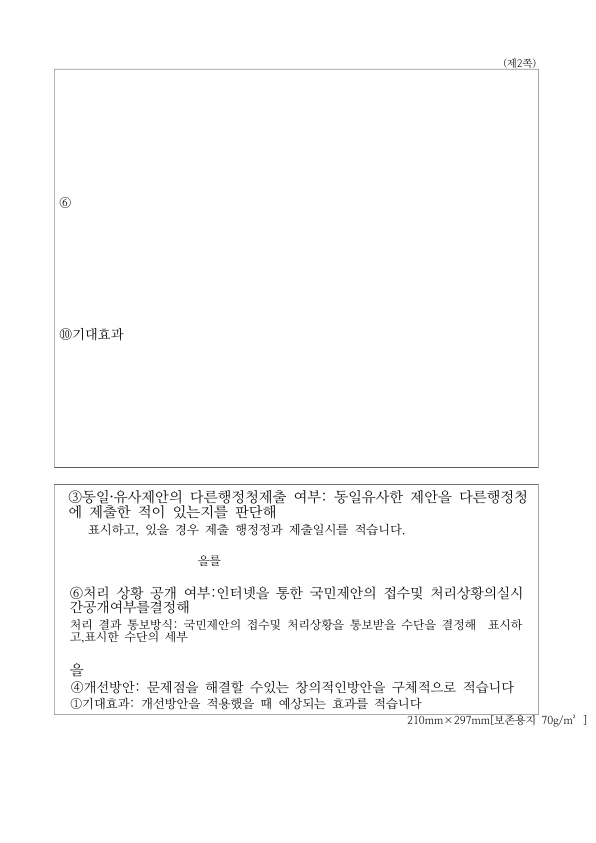 (제2쪽)
⑥
⑩기대효과
③동일·유사제안의 다른행정청제출 여부: 동일유사한 제안을 다른행정청
에 제출한 적이 있는지를 판단해
표시하고, 있을 경우 제출 행정정과 제출일시를 적습니다.
을를
⑥처리 상황 공개 여부:인터넷을 통한 국민제안의 접수및 처리상황의실시
간공개여부를결정해
처리 결과 통보방식: 국민제안의 접수및 처리상황을 통보받을 수단을 결정해 표시하
고,표시한 수단의 세부
을
④개선방안: 문제점을 해결할 수있는 창의적인방안을 구체적으로 적습니다
①기대효과: 개선방안을 적용했을 때 예상되는 효과를 적습니다
210mm×297mm[보존용지 70g/m² ]